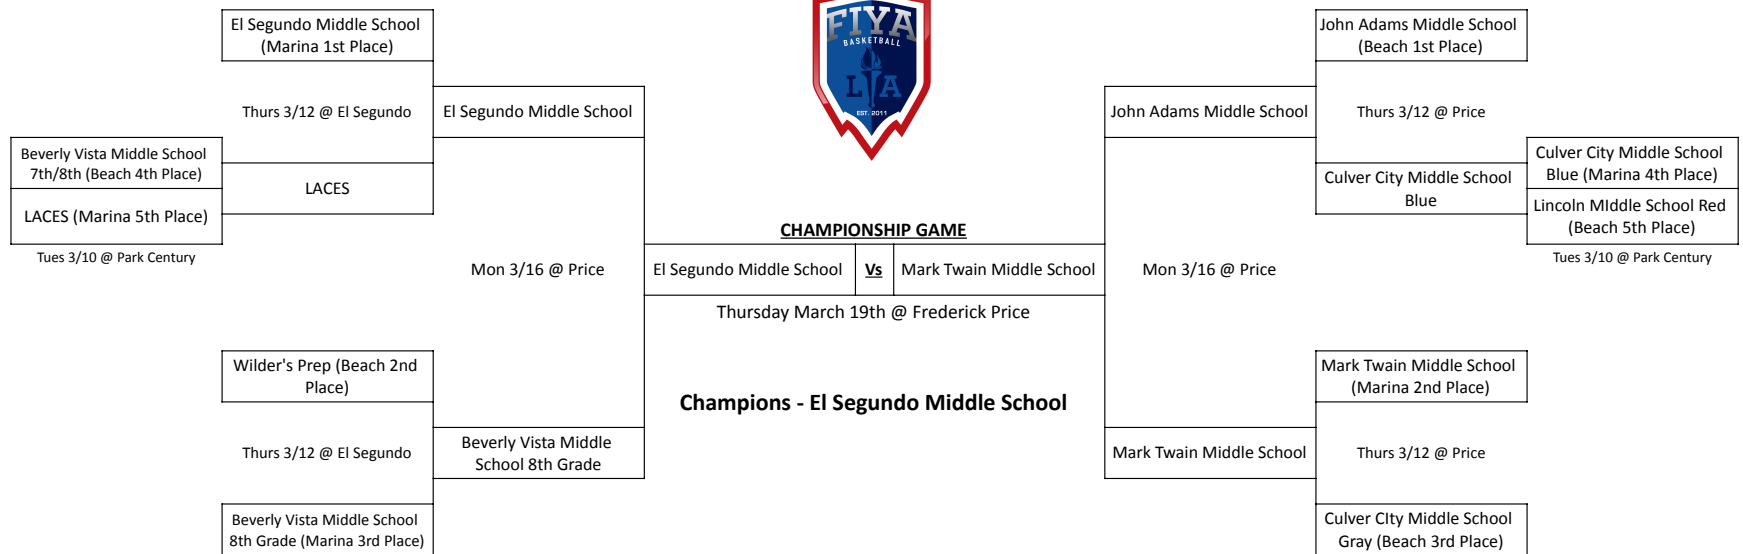 El Segundo Middle School
(Marina 1st Place)
Thurs 3/12 @ El Segundo
El Segundo Middle School
Beverly Vista Middle School
7th/8th (Beach 4th Place)
LACES (Marina 5th Place)
Tues 3/10 @ Park Century
LACES
Mon 3/16 @ Price
Wilder's Prep (Beach 2nd
Place)
Thurs 3/12 @ El Segundo
Beverly Vista Middle
School 8th Grade
Beverly Vista Middle School
8th Grade (Marina 3rd Place)
FIYA
BASKETBALL
L A
EST. 2011
CHAMPIONSHIP GAME
El Segundo Middle School
Vs
Mark Twain Middle School
Thursday March 19th @ Frederick Price
Champions - El Segundo Middle School
John Adams Middle School
(Beach 1st Place)
John Adams Middle School
Thurs 3/12 @ Price
Culver City Middle School
Blue
Culver City Middle School
Blue (Marina 4th Place)
Lincoln MIddle School Red
(Beach 5th Place)
Tues 3/10 @ Park Century
Mon 3/16 @ Price
Mark Twain Middle School
(Marina 2nd Place)
Mark Twain Middle School
Thurs 3/12 @ Price
Culver CIty Middle School
Gray (Beach 3rd Place)